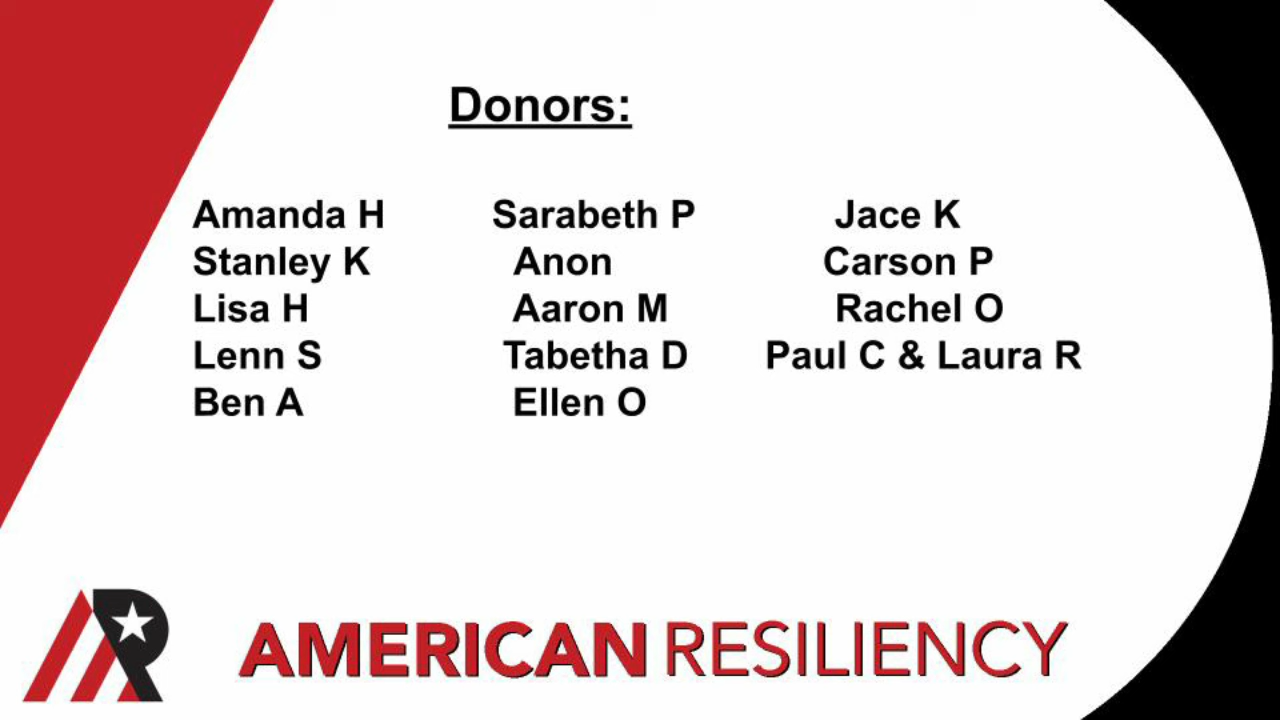 Donors:
Amanda H Sarabeth P Jace K
Stanley K Anon Carson P
Lisa H Aaron M Rachel O
Lenn S Tabetha D Paul C & Laura R
Ben A Ellen O
AMERICAN RESILIENCY